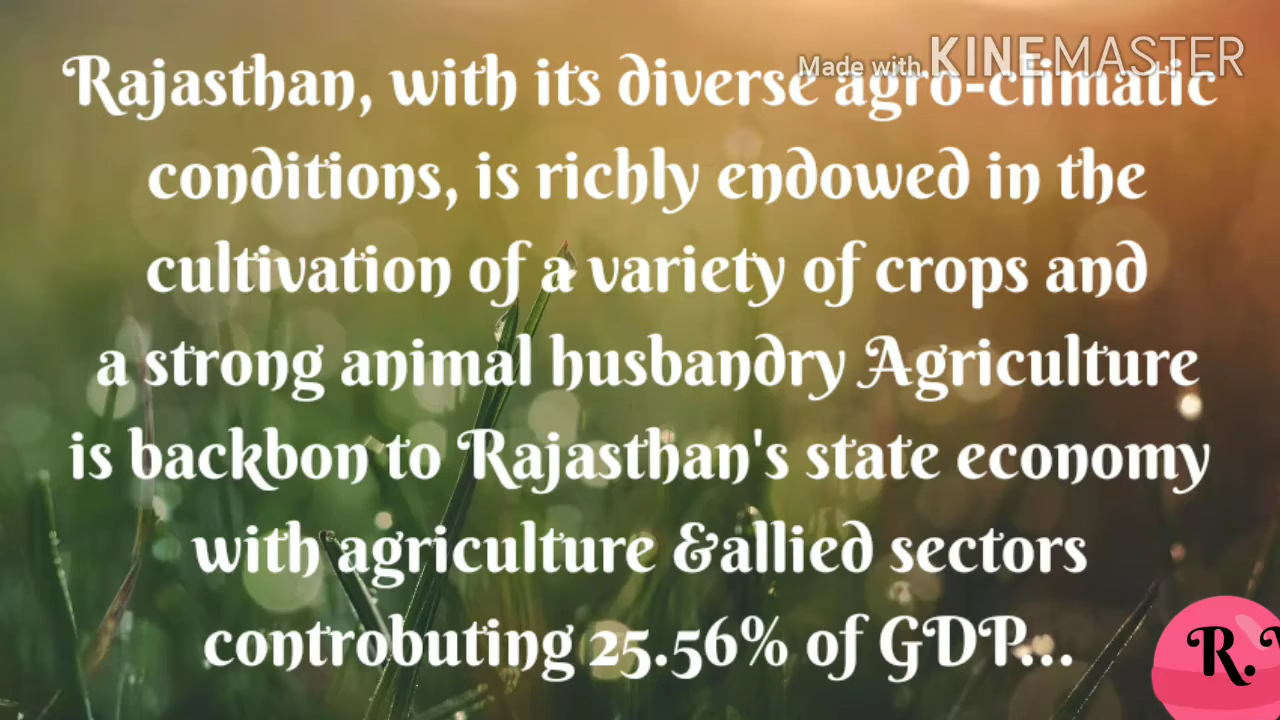 Made with KINEMASTER
Rajasthan, with its diverse agro-climatic
conditions, is richly endowed in the
cultivation of a variety of crops and
a strong animal husbandry Agriculture
is backbon to Rajasthan's state economy
with agriculture &allied sectors
controbuting 25.56% of GDP...
R.